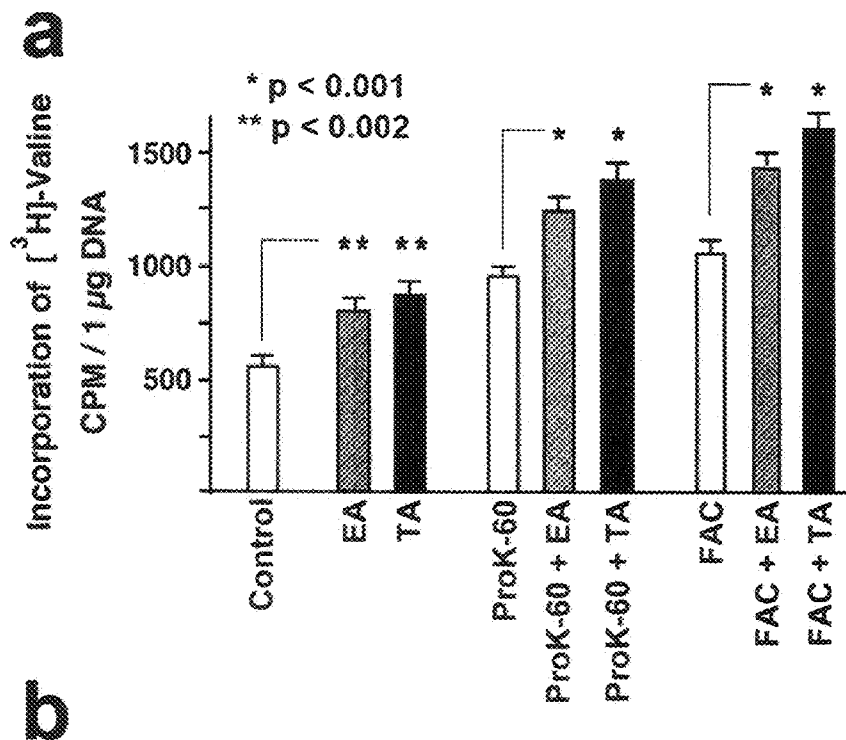 a
* p < 0.001
** p < 0.002
Incorporation of [³H]-Valine
CPM / 1 µg DNA
1500
1000
500
** **
* *
* *
Control
EA
TA
ProK-60
ProK-60 + EA
ProK-60 + TA
FAC
FAC + EA
FAC + TA
b